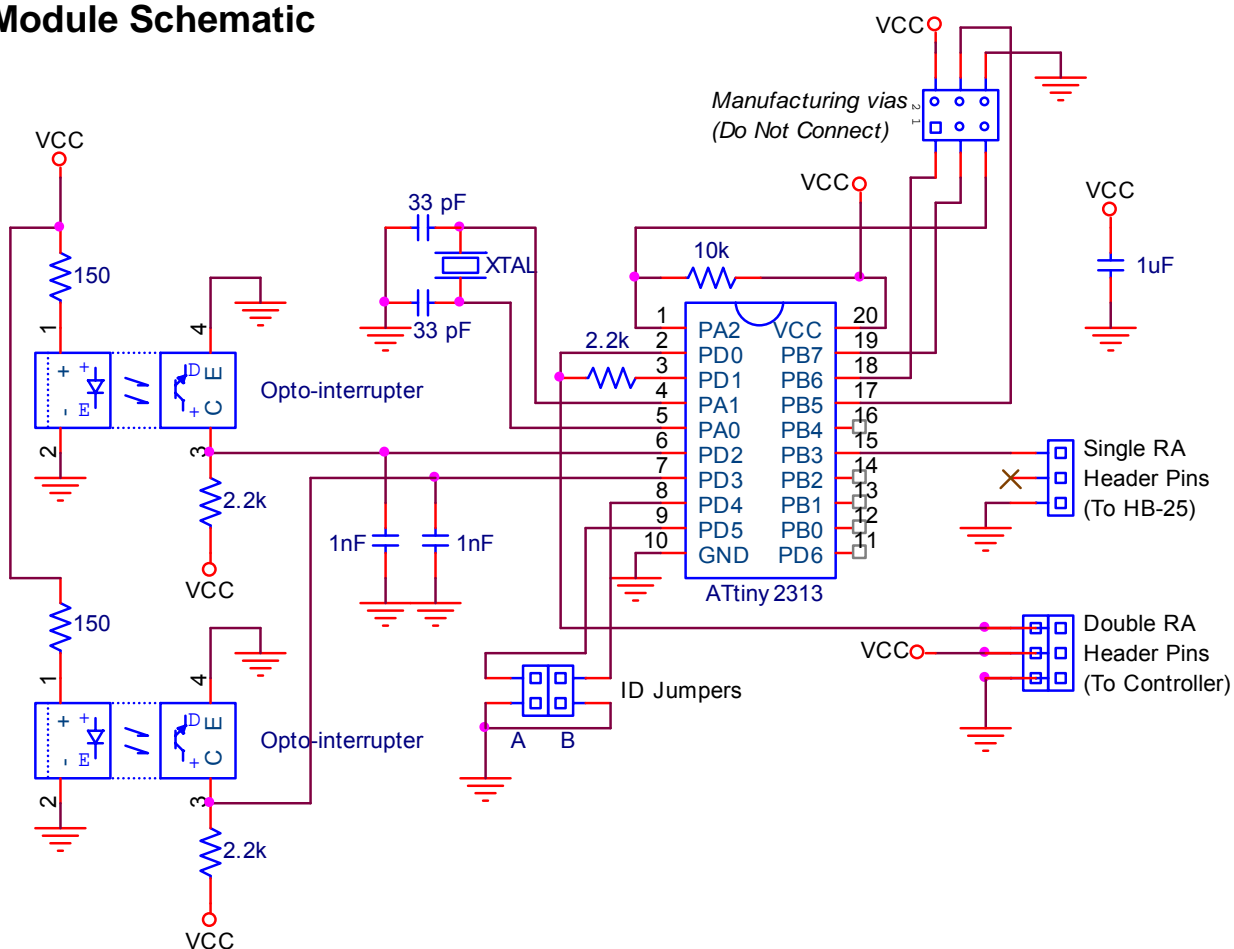 Module Schematic
VCC
Manufacturing vias
(Do Not Connect)
2
1
VCC
VCC
VCC
33 pF
XTAL
33 pF
10k
1uF
150
1
4
+
+
-
E
D
E
+
C
Opto-interrupter
2
3
2.2k
VCC
2.2k
1nF
1nF
1
2
3
4
5
6
7
8
9
10
PA2
PD0
PD1
PA1
PA0
PD2
PD3
PD4
PD5
GND
VCC
PB7
PB6
PB5
PB4
PB3
PB2
PB1
PB0
PD6
20
19
18
17
16
15
14
13
12
11
ATtiny2313
Single RA
Header Pins
(To HB-25)
150
1
4
+
+
-
E
D
E
+
C
Opto-interrupter
2
3
2.2k
VCC
ID Jumpers
A B
VCC
Double RA
Header Pins
(To Controller)